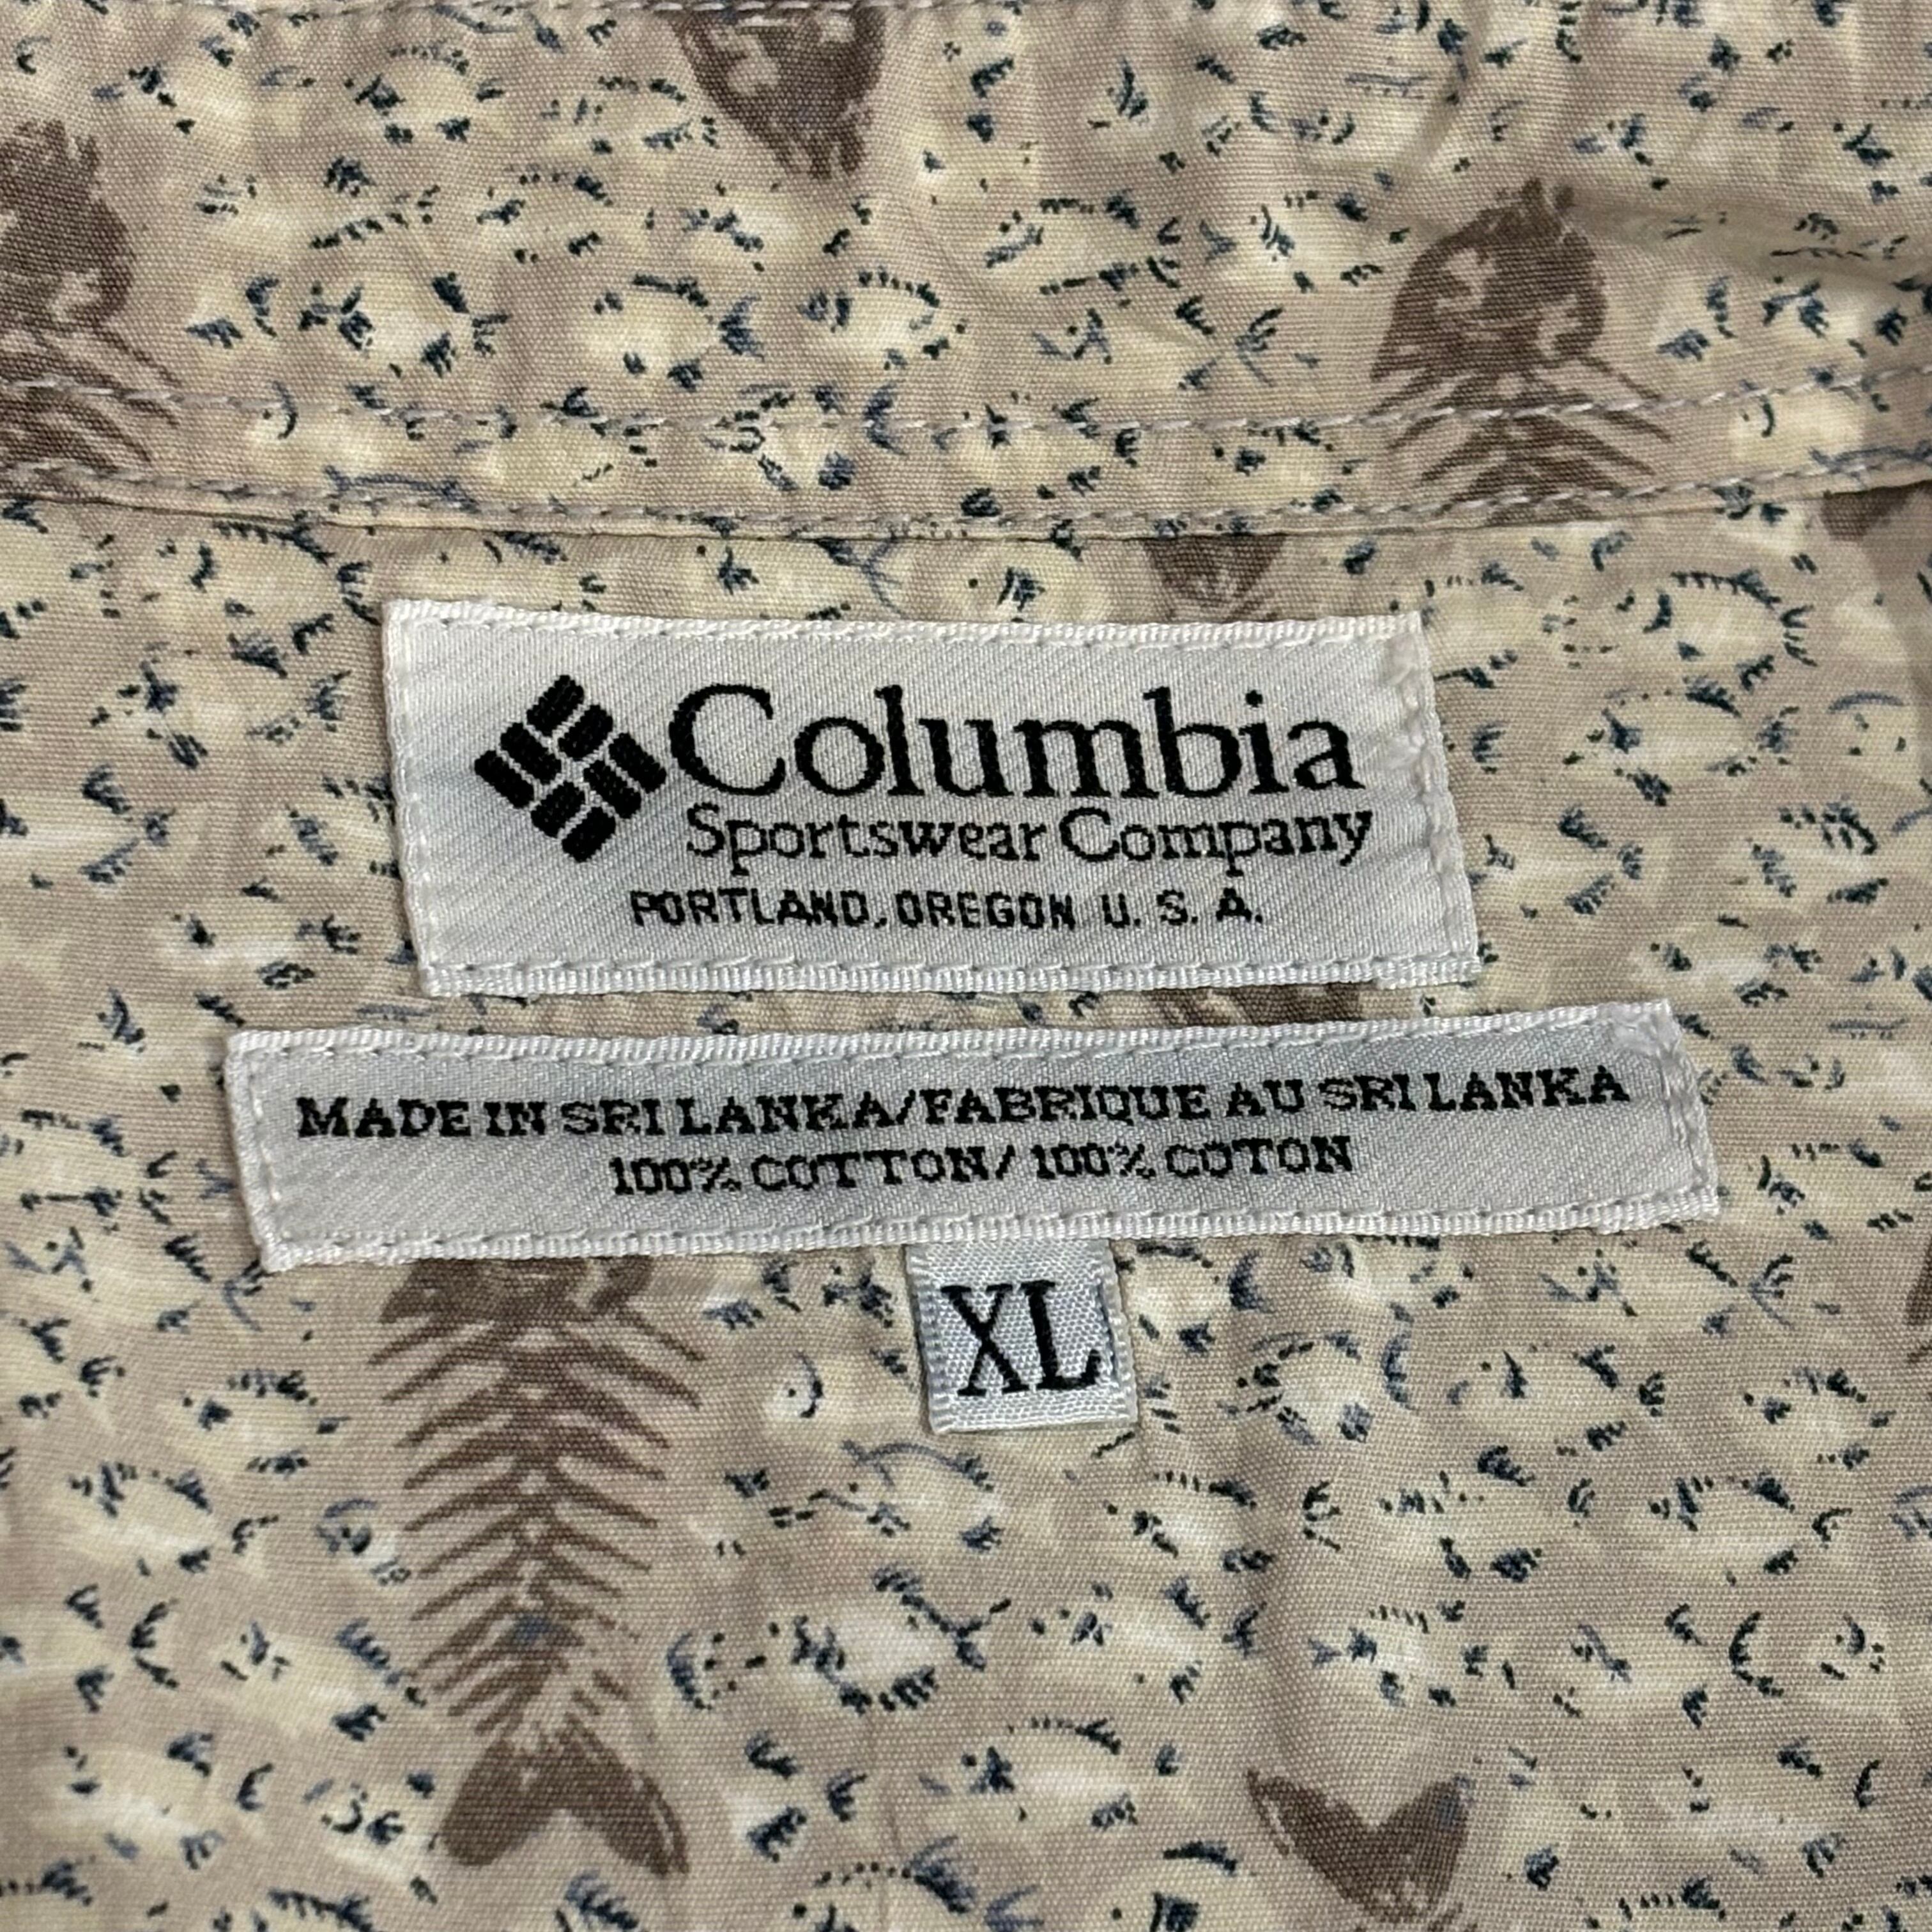 Columbia
Sportswear Company
PORTLAND, OREGON U. S. A.
MADE IN SRI LANKA/FABRIQUE AU SRI LANKA
100% COTTON/ 100% COTON
XL